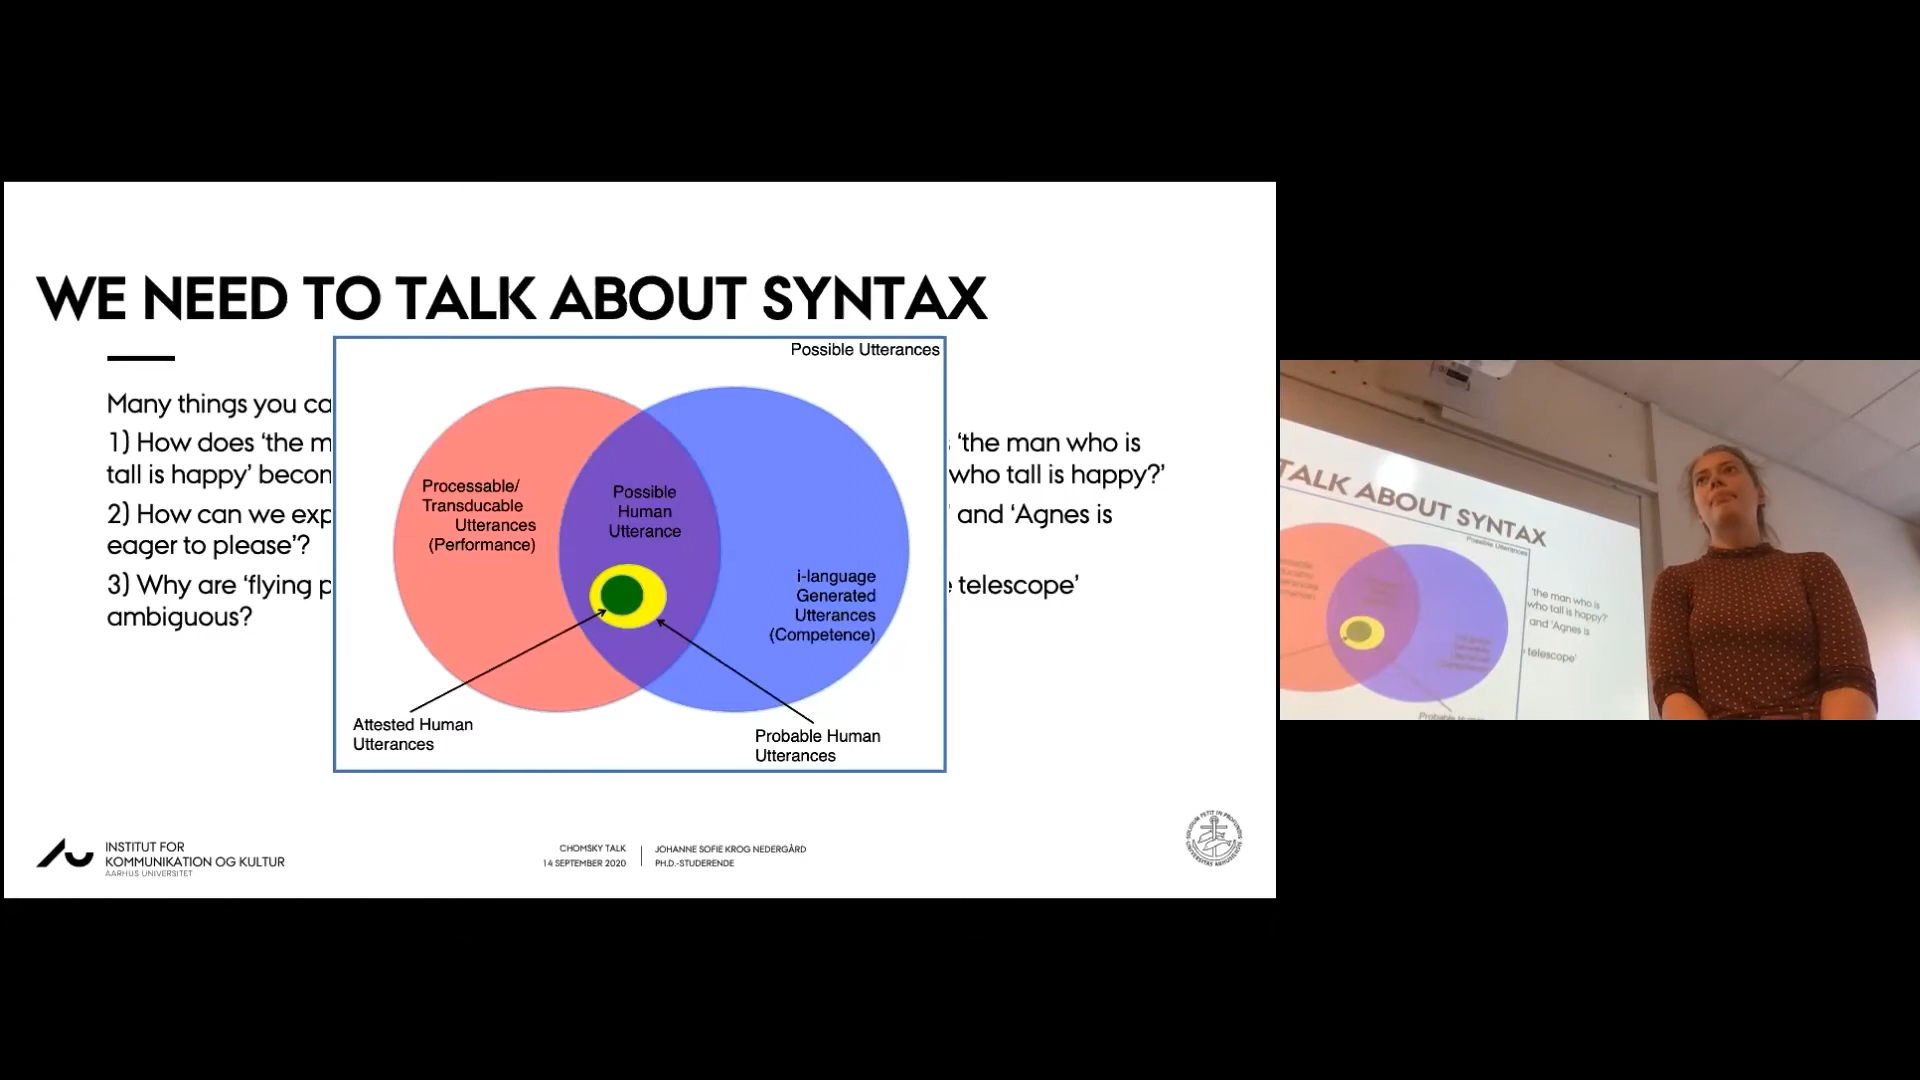 WE NEED TO TALK ABOUT SYNTAX
Many things you
1) How does ‘the
‘the man who is
tall is happy’
who tall is happy?’
2) How can we
and ‘Agnes is
eager to please’?
3) Why are ‘flying
telescope’
ambiguous?
Possible Utterances
Processable/
Transducable
Utterances
(Performance)
Possible
Human
Utterance
i-language
Generated
Utterances
(Competence)
Attested Human
Utterances
Probable Human
Utterances
INSTITUT FOR
KOMMUNIKATION OG KULTUR
AARHUS UNIVERSITET
CHOMSKY TALK
14 SEPTEMBER 2020
JOHANNE SOFIE KROG NEDERGÅRD
PH.D.-STUDERENDE
TALK ABOUT SYNTAX
Possible Utterances
‘the man who is
who tall is happy?’
and ‘Agnes is
telescope’